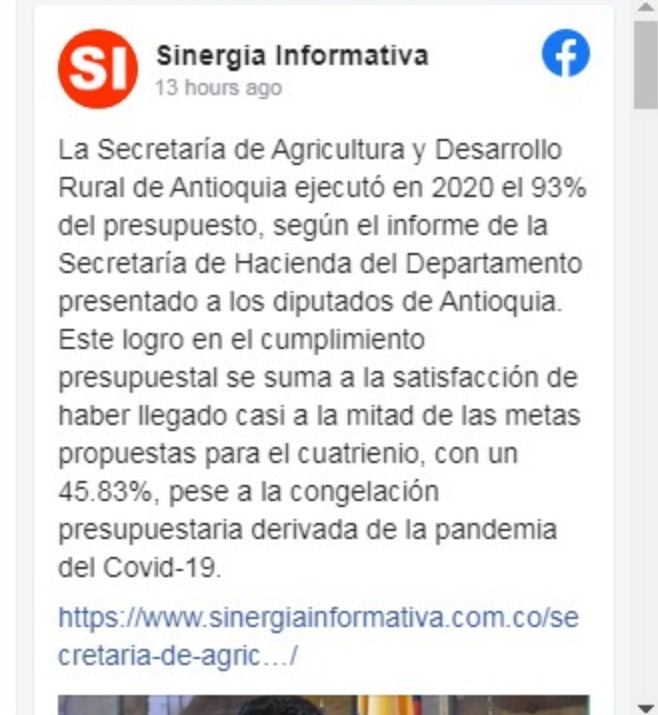 SI
Sinergia Informativa
13 hours ago
La Secretaría de Agricultura y Desarrollo
Rural de Antioquia ejecutó en 2020 el 93%
del presupuesto, según el informe de la
Secretaría de Hacienda del Departamento
presentado a los diputados de Antioquia.
Este logro en el cumplimiento
presupuestal se suma a la satisfacción de
haber llegado casi a la mitad de las metas
propuestas para el cuatrienio, con un
45.83%, pese a la congelación
presupuestaria derivada de la pandemia
del Covid-19.
https://www.sinergiainformativa.com.co/se
cretaria-de-agric.../